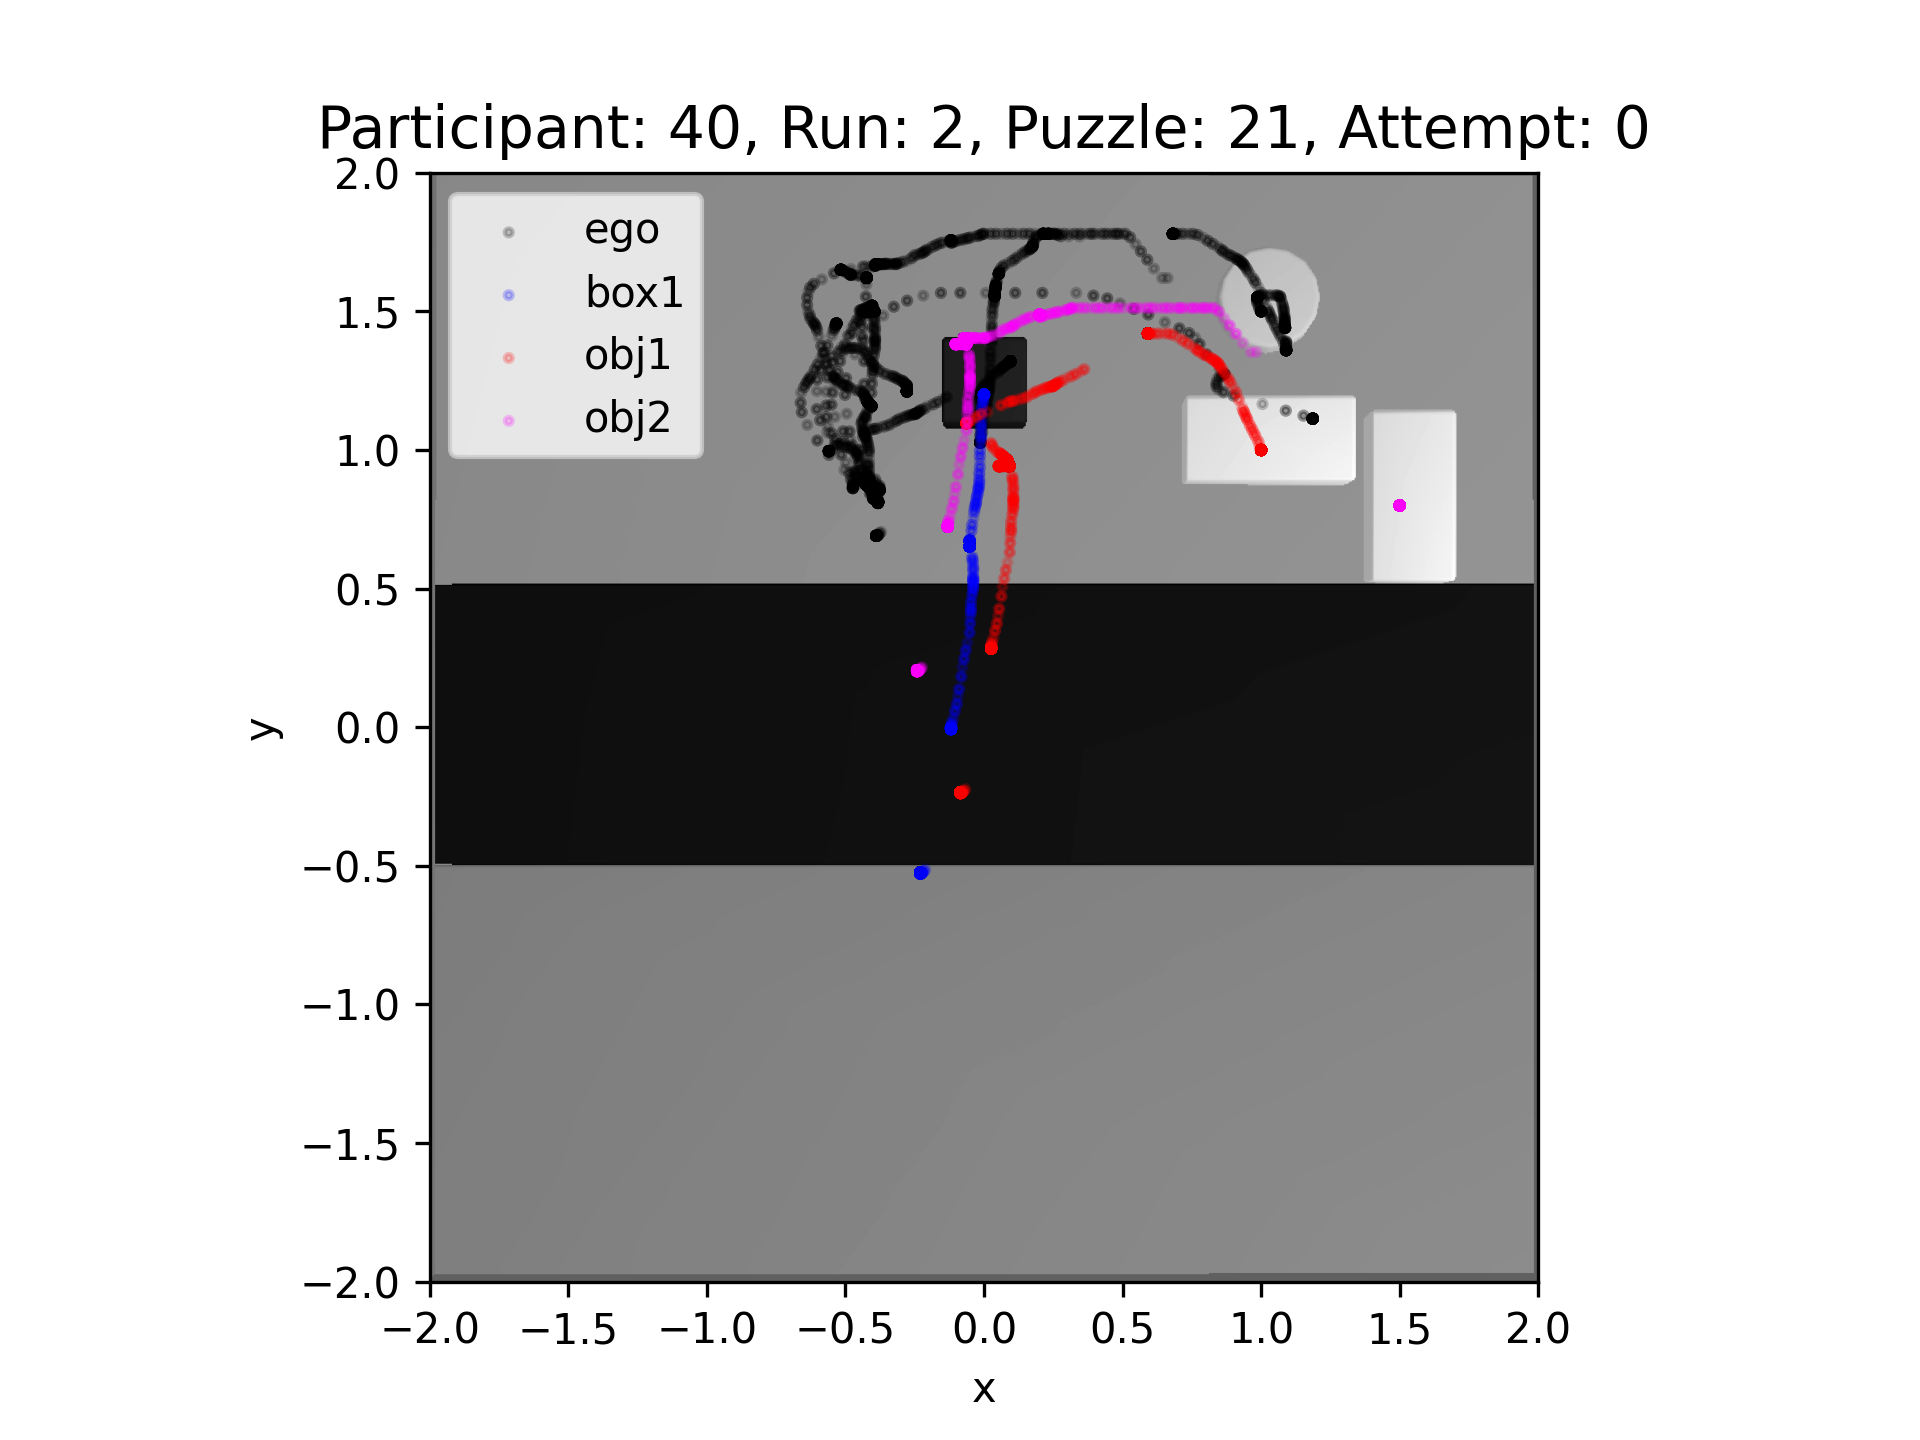 Participant: 40, Run: 2, Puzzle: 21, Attempt: 0
2.0
1.5
1.0
0.5
0.0
−0.5
−1.0
−1.5
−2.0
y
ego
box1
obj1
obj2
−2.0 −1.5 −1.0 −0.5 0.0 0.5 1.0 1.5 2.0
x